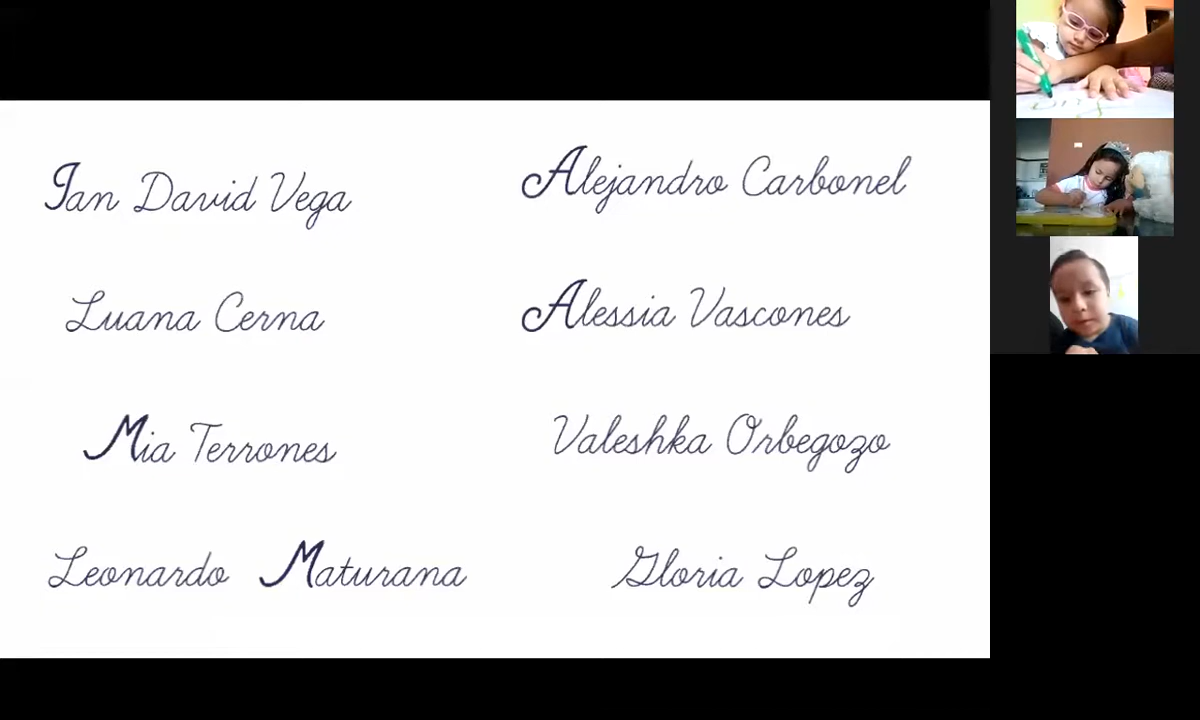 Ian David Vega
Alejandro Carbonel
Luana Cerna
Alessia Vascones
Mia Terrones
Valeshka Orbegozo
Leonardo Maturana
Gloria Lopez